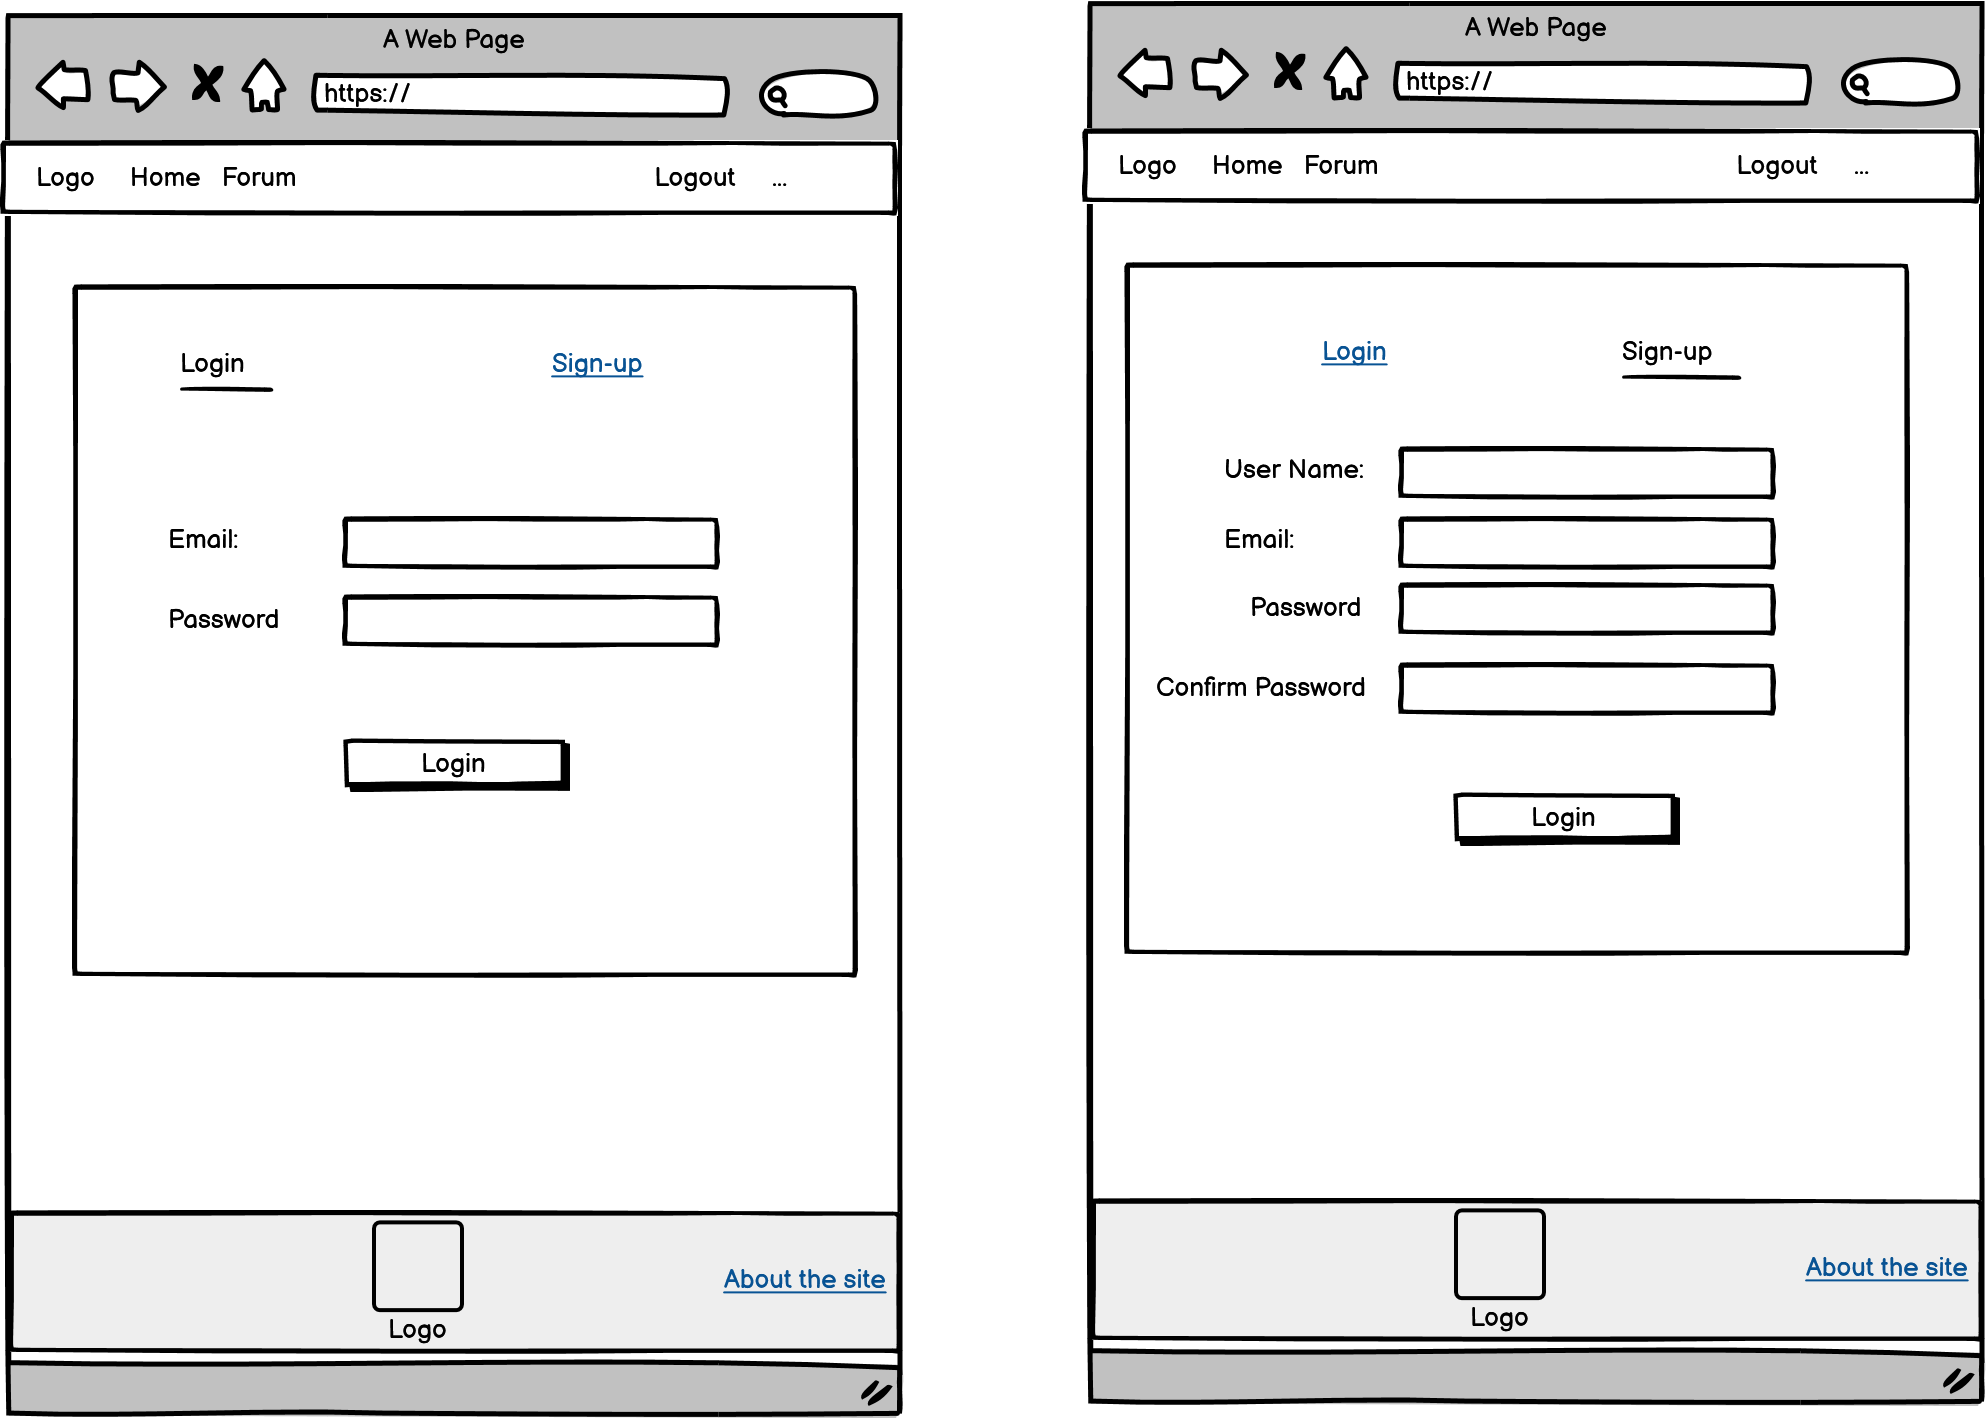 A Web Page
https://
Logo Home Forum Logout ...
Login Sign-up
Email:
Password
Login
About the site
Logo
A Web Page
https://
Logo Home Forum Logout ...
Login Sign-up
User Name:
Email:
Password
Confirm Password
Login
About the site
Logo